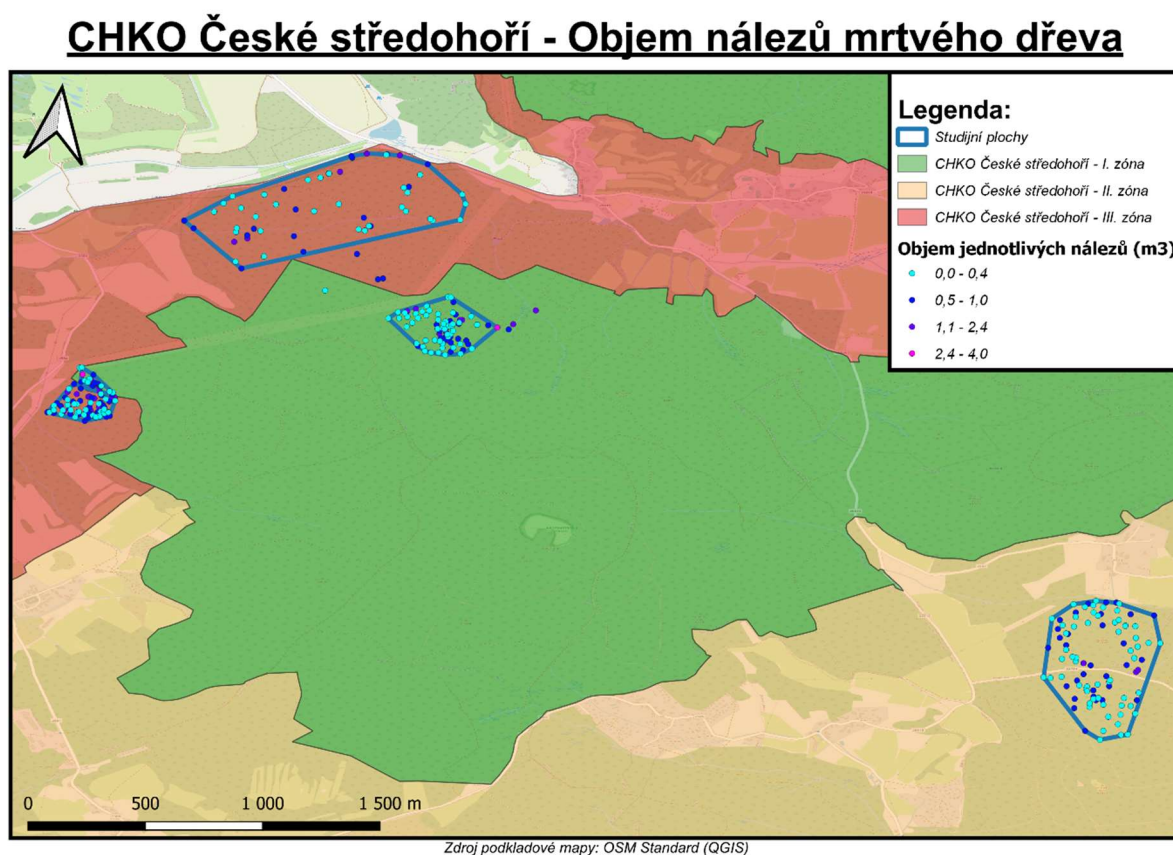 CHKO České středohoří - Objem nálezů mrtvého dřeva
Legenda:
Studijní plochy
CHKO České středohoří - I. zóna
CHKO České středohoří - II. zóna
CHKO České středohoří - III. zóna
Objem jednotlivých nálezů (m3)
0,0 - 0,4
0,5 - 1,0
1,1 - 2,4
2,4 - 4,0
0 500 1 000 1 500 m
Zdroj podkladové mapy: OSM Standard (QGIS)